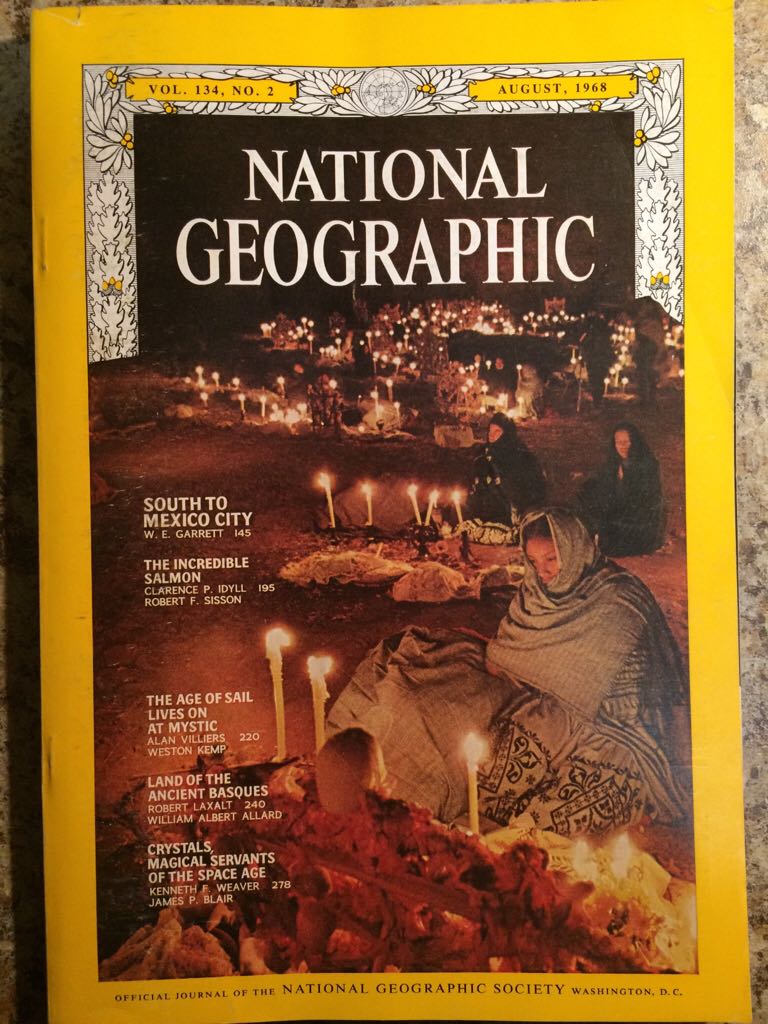 VOL. 134, NO. 2
AUGUST, 1968
NATIONAL
GEOGRAPHIC
SOUTH TO
MEXICO CITY
W. E. GARRETT 145
THE INCREDIBLE
SALMON
CLARENCE P. IDYLL 195
ROBERT F. SISSON
THE AGE OF SAIL
LIVES ON
AT MYSTIC
ALAN VILLIERS 220
WESTON KEMP
LAND OF THE
ANCIENT BASQUES
ROBERT LAXALT 240
WILLIAM ALBERT ALLARD
CRYSTALS,
MAGICAL SERVANTS
OF THE SPACE AGE
KENNETH F. WEAVER 278
JAMES P. BLAIR
OFFICIAL JOURNAL OF THE NATIONAL GEOGRAPHIC SOCIETY WASHINGTON, D.C.